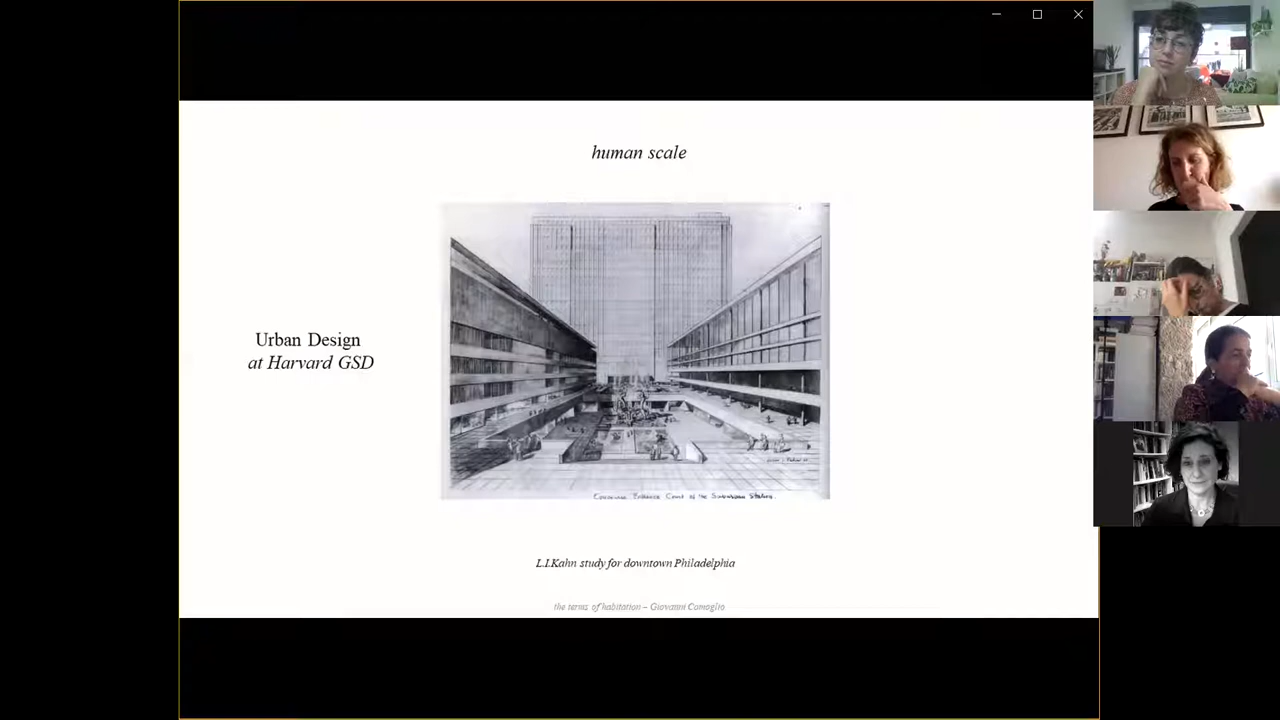 human scale
Urban Design
at Harvard GSD
L.I.Kahn study for downtown Philadelphia
the terms of habitation – Giovanni Comoglio